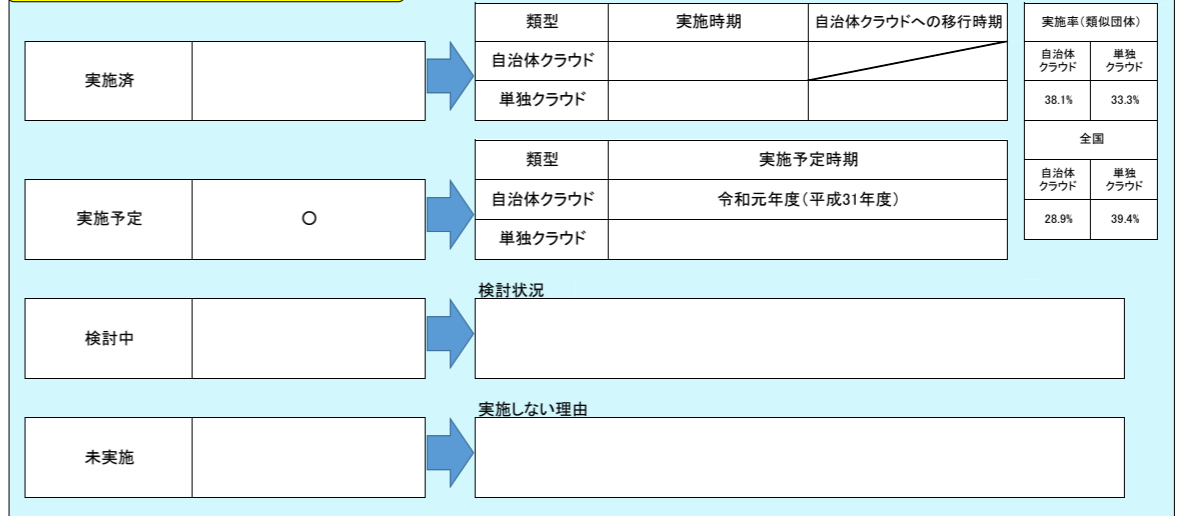 類型 実施時期 自治体クラウドへの移行時期
実施済
自治体クラウド
単独クラウド
実施率(類似団体)
自治体
クラウド
単独
クラウド
38.1% 33.3%
全国
自治体
クラウド
単独
クラウド
28.9% 39.4%
類型 実施予定時期
実施予定 〇
自治体クラウド 令和元年度(平成31年度)
単独クラウド
検討状況
検討中
実施しない理由
未実施